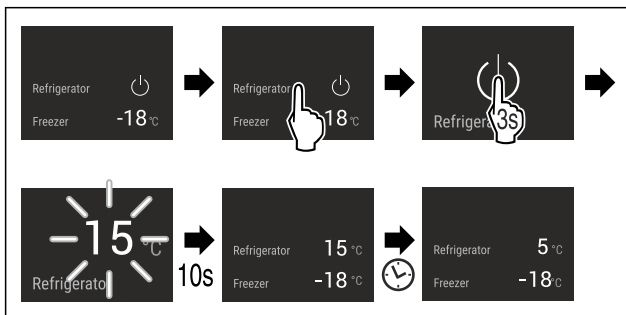 Refrigerator
Freezer -18 °C
Refrigerator
Freezer 18 °C
Refrigera 3s
15 °C
Refrigerato
10s
Refrigerator 15 °C
Freezer -18 °C
Refrigerator 5 °C
Freezer -18 °C